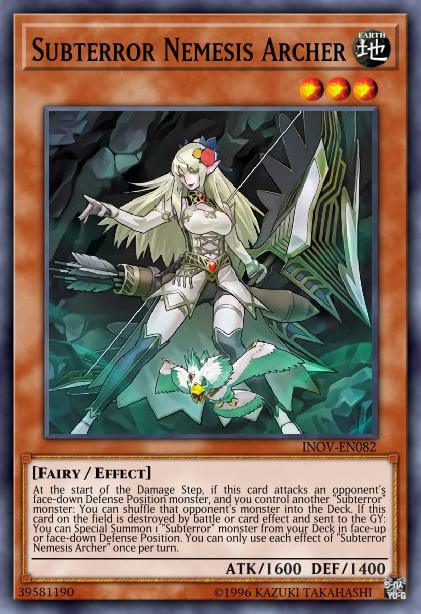 SUBTERROR NEMESIS ARCHER
EARTH
地
INOV-EN082
[FAIRY / EFFECT]
At the start of the Damage Step, if this card attacks an opponent's
face-down Defense Position monster, and you control another "Subterror"
monster: You can shuffle that opponent's monster into the Deck. If this
card on the field is destroyed by battle or card effect and sent to the GY:
You can Special Summon 1 "Subterror" monster from your Deck in face-up
or face-down Defense Position. You can only use each effect of "Subterror
Nemesis Archer" once per turn.
ATK/1600 DEF/1400
39581190
©1996 KAZUKI TAKAHASHI